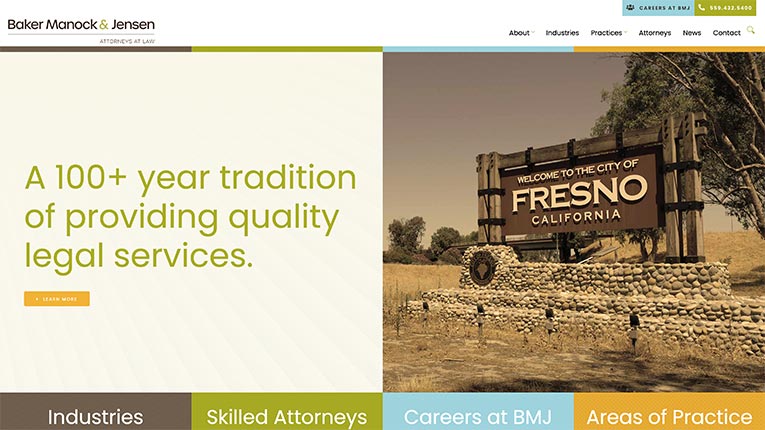 CAREERS AT BMJ
559.432.5400
Baker Manock & Jensen
ATTORNEYS AT LAW
About
Industries
Practices
Attorneys
News
Contact
A 100+ year tradition
of providing quality
legal services.
LEARN MORE
WELCOME TO THE CITY OF
FRESNO
CALIFORNIA
Industries
Skilled Attorneys
Careers at BMJ
Areas of Practice